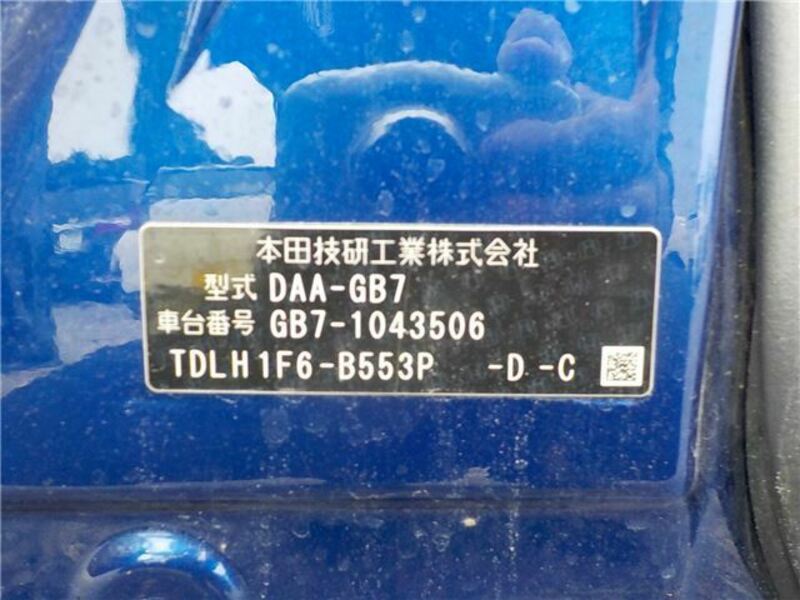 本田技研工業株式会社
型式 DAA-GB7
車台番号 GB7-1043506
TDLH1F6-B553P -D -C